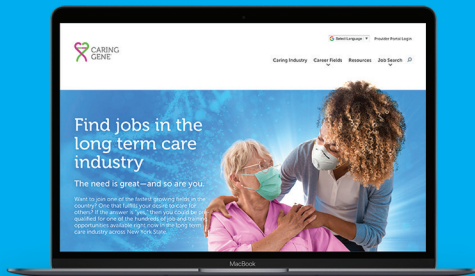 Select Language
Provider Portal Login
CARING
GENE
Caring Industry
Career Fields
Resources
Job Search
Find jobs in the
long term care
industry
The need is great—and so are you.
Want to join one of the fastest growing fields in the
country? One that fulfills your desire to care for
others? If the answer is "yes," then you could be pre-
qualified for one of the hundreds of job and training
opportunities available right now in the long term
care industry across New York State.
MacBook